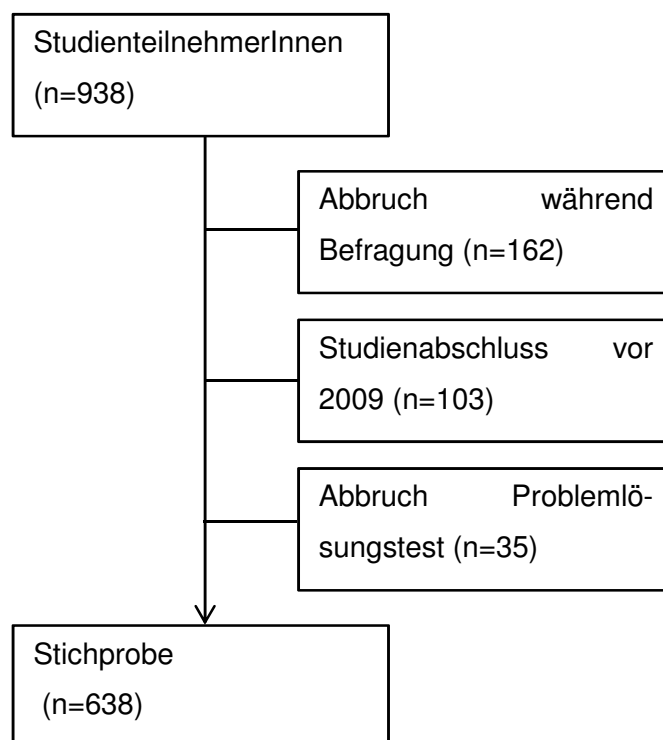 StudienteilnehmerInnen
(n=938)
Abbruch während
Befragung (n=162)
Studienabschluss vor
2009 (n=103)
Abbruch Problemlö-
sungstest (n=35)
Stichprobe
(n=638)